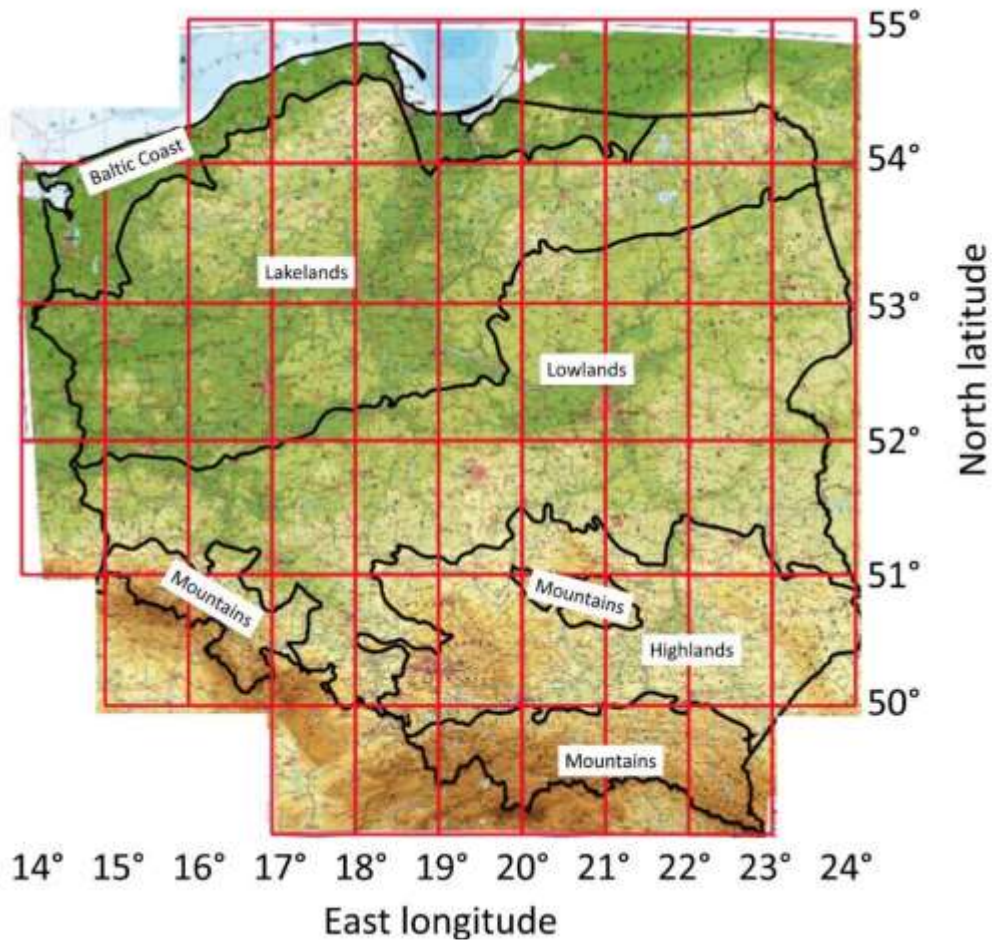 55°
54°
Baltic Coast
Lakelands
53°
Lowlands
North latitude
52°
51°
Mountains
Mountains
Highlands
50°
Mountains
14° 15° 16° 17° 18° 19° 20° 21° 22° 23° 24°
East longitude